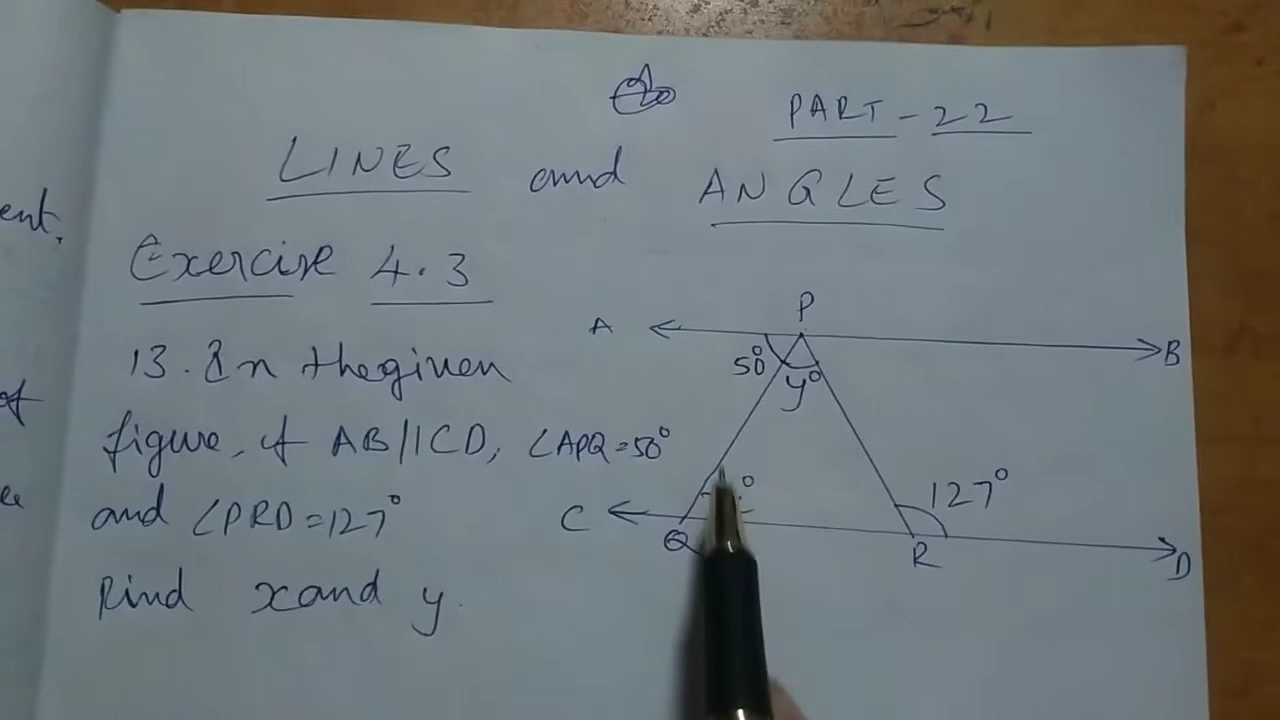 PART-22
LINES and ANGLES
ent.
Exercise 4.3
13. In the given
figure, if AB//CD, ∠APQ=50°
and ∠PRD=127°
Find x and y.
P
A
B
50°
y°
127°
C
Q
R
D